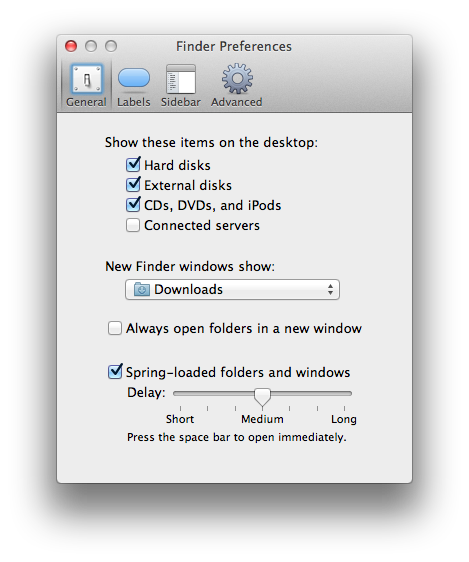 Finder Preferences
General Labels Sidebar Advanced
Show these items on the desktop:
Hard disks
External disks
CDs, DVDs, and iPods
Connected servers
New Finder windows show:
Downloads
Always open folders in a new window
Spring-loaded folders and windows
Delay:
Short Medium Long
Press the space bar to open immediately.